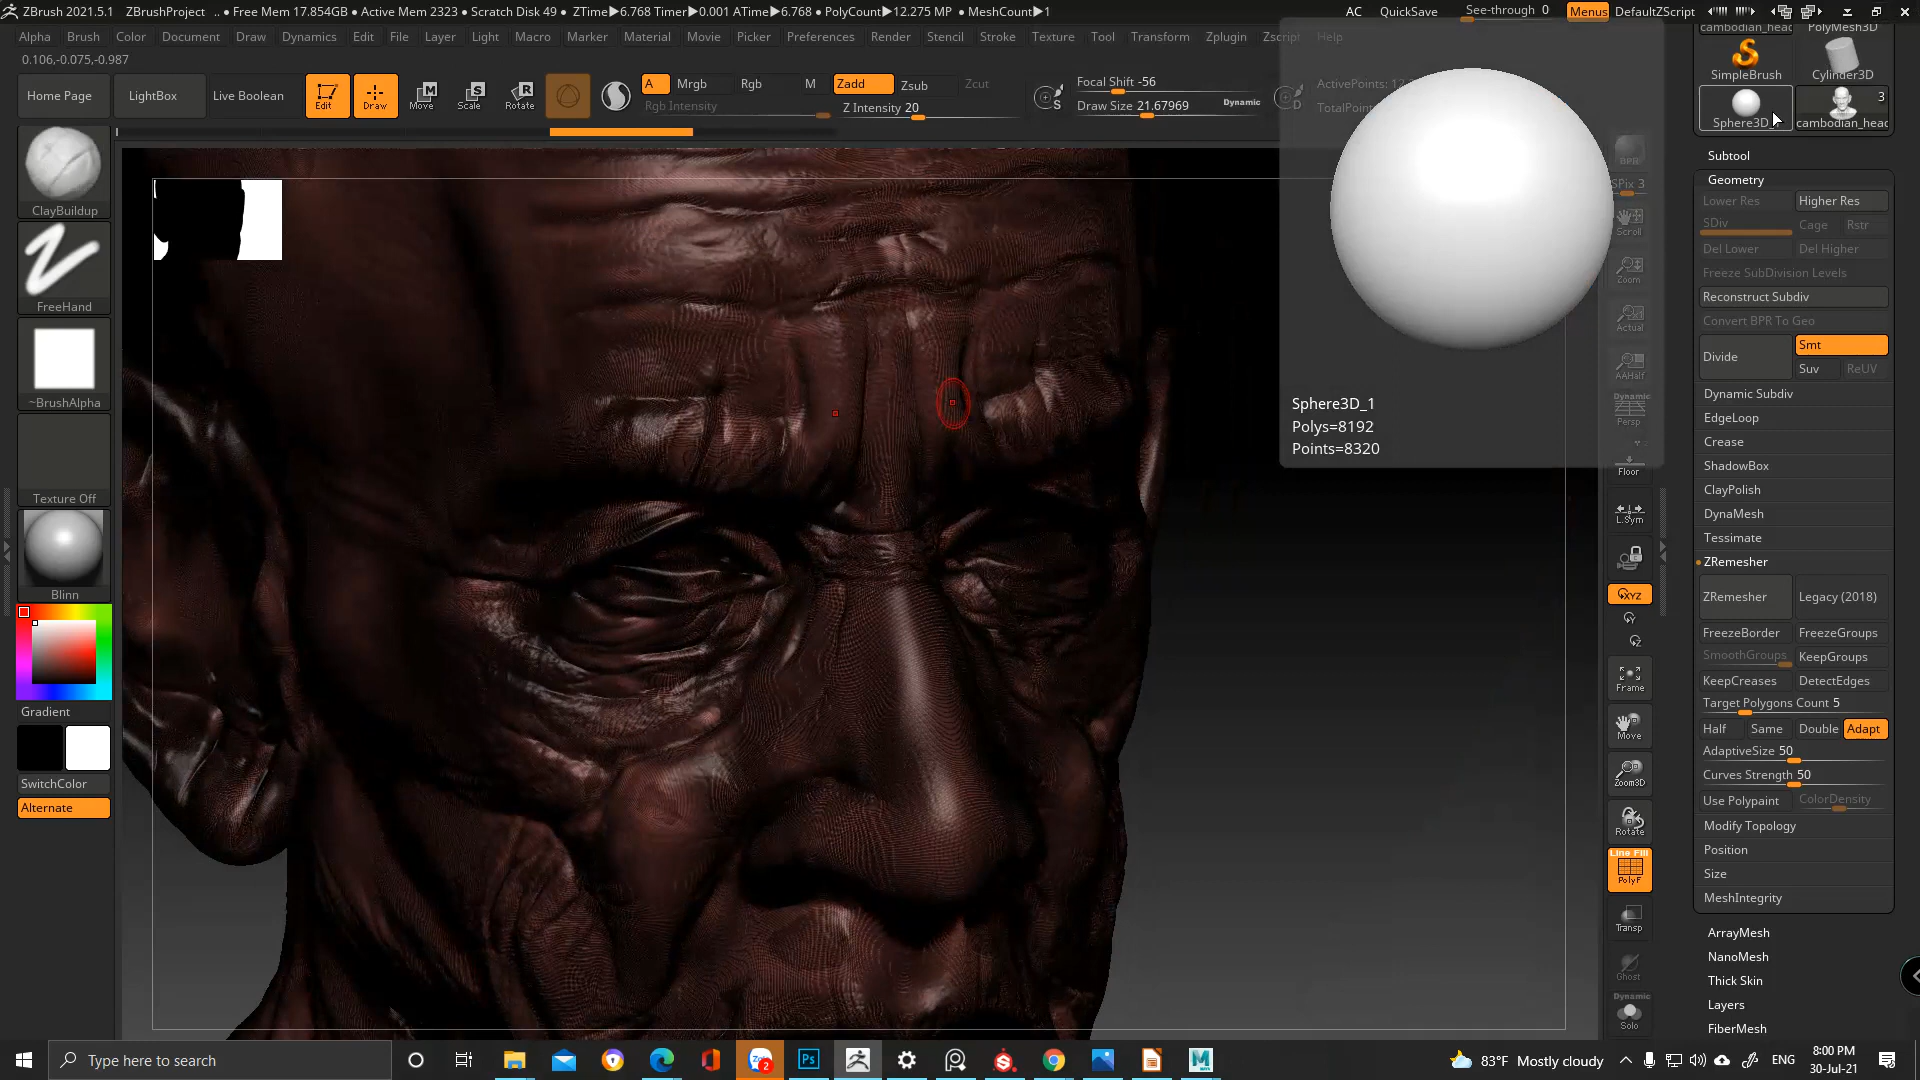 ZBrush 2021.5.1 ZBrushProject .. ● Free Mem 17.854GB ● Active Mem 2323 ● Scratch Disk 49 ● ZTime▶6.768 Timer▶0.001 ATime▶6.768 ● PolyCount▶12.275 MP ● MeshCount▶1
AC QuickSave See-through 0 Menus DefaultZScript
Alpha Brush Color Document Draw Dynamics Edit File Layer Light Macro Marker Material Movie Picker Preferences Render Stencil Stroke Texture Tool Transform Zplugin Zscript Help
0.106,-0.075,-0.987
Home Page LightBox Live Boolean
Edit Draw Move Scale Rotate
A Mrgb Rgb M Zadd Zsub Zcut
Rgb Intensity Z Intensity 20
Focal Shift -56
Draw Size 21.67969 Dynamic
ClayBuildup
FreeHand
~BrushAlpha
Texture Off
Blinn
Gradient
SwitchColor
Alternate
Sphere3D_1
Polys=8192
Points=8320
BPR
SPix 3
Scroll
Zoom
Actual
AAHalf
Dynamic
Persp
Floor
L.Sym
XYZ
Frame
Move
Zoom3D
Rotate
Line Fill
PolyF
Transp
Ghost
Dynamic
Solo
cambodian_head PolyMesh3D
SimpleBrush Cylinder3D
3
Subtool
Geometry
Lower Res Higher Res
SDiv Cage Rstr
Del Lower Del Higher
Freeze SubDivision Levels
Reconstruct Subdiv
Convert BPR To Geo
Divide Smt
Suv ReUV
Dynamic Subdiv
EdgeLoop
Crease
ShadowBox
ClayPolish
DynaMesh
Tessimate
ZRemesher
ZRemesher Legacy (2018)
FreezeBorder FreezeGroups
SmoothGroups KeepGroups
KeepCreases DetectEdges
Target Polygons Count 5
Half Same Double Adapt
AdaptiveSize 50
Curves Strength 50
Use Polypaint ColorDensity
Modify Topology
Position
Size
MeshIntegrity
ArrayMesh
NanoMesh
Thick Skin
Layers
FiberMesh
Type here to search
2
Ps
83°F Mostly cloudy
ENG
8:00 PM
30-Jul-21